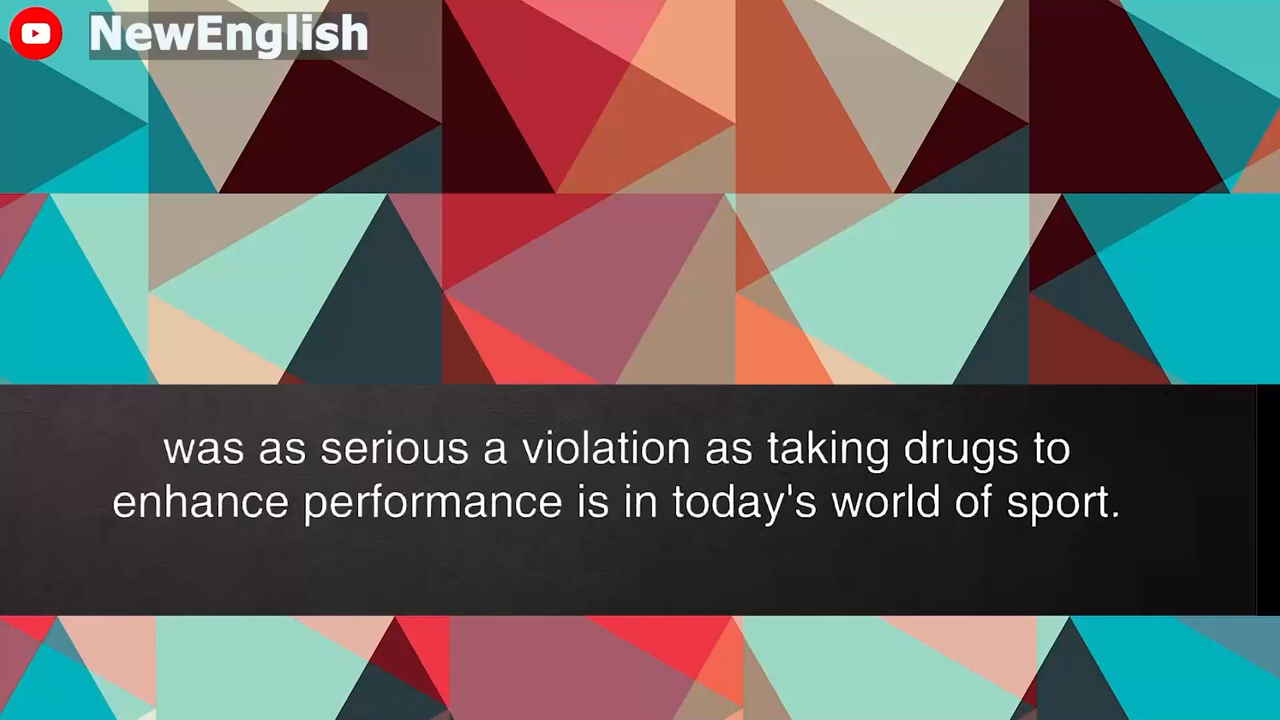 NewEnglish
was as serious a violation as taking drugs to
enhance performance is in today's world of sport.